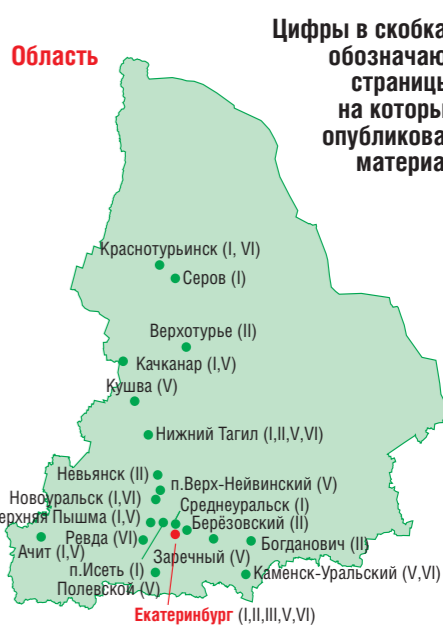 Область
Цифры в скобка
обозначаю
страницы
на которы
опубликова
материа
Краснотурьинск (I, VI)
Серов (I)
Верхотурье (II)
Качканар (I,V)
Кушва (V)
Нижний Тагил (I,II,V,VI)
Невьянск (II)
п.Верх-Нейвинский (V)
Новоуральск (I,VI)
Среднеуральск (I)
ерхняя Пышма (I,V)
Берёзовский (II)
Ачит (I,V)
Ревда (VI)
Заречный (V)
Богданович (II)
п.Исеть (I)
Полевской (V)
Каменск-Уральский (V,VI)
Екатеринбург (I,II,III,V,VI)